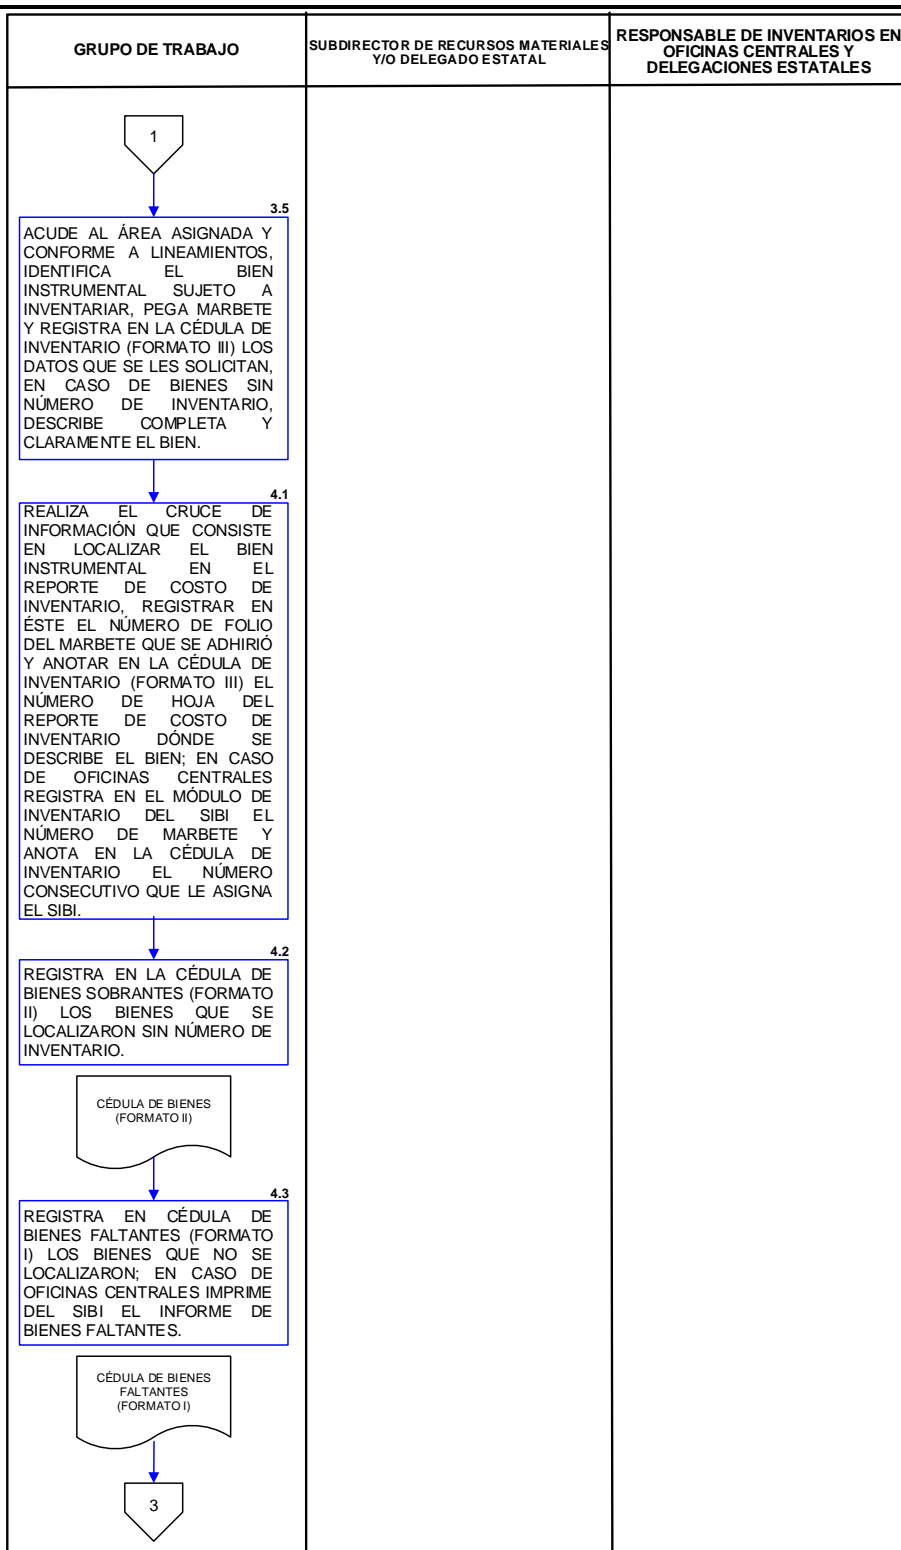 GRUPO DE TRABAJO
SUBDIRECTOR DE RECURSOS MATERIALES
Y/O DELEGADO ESTATAL
RESPONSABLE DE INVENTARIOS EN
OFICINAS CENTRALES Y
DELEGACIONES ESTATALES
1
3.5
ACUDE AL ÁREA ASIGNADA Y
CONFORME A LINEAMIENTOS,
IDENTIFICA EL BIEN
INSTRUMENTAL SUJETO A
INVENTARIAR, PEGA MARBETE
Y REGISTRA EN LA CÉDULA DE
INVENTARIO (FORMATO III) LOS
DATOS QUE SE LES SOLICITAN,
EN CASO DE BIENES SIN
NÚMERO DE INVENTARIO,
DESCRIBE COMPLETA Y
CLARAMENTE EL BIEN.
4.1
REALIZA EL CRUCE DE
INFORMACIÓN QUE CONSISTE
EN LOCALIZAR EL BIEN
INSTRUMENTAL EN EL
REPORTE DE COSTO DE
INVENTARIO, REGISTRAR EN
ÉSTE EL NÚMERO DE FOLIO
DEL MARBETE QUE SE ADHIRIÓ
Y ANOTAR EN LA CÉDULA DE
INVENTARIO (FORMATO III) EL
NÚMERO DE HOJA DEL
REPORTE DE COSTO DE
INVENTARIO DÓNDE SE
DESCRIBE EL BIEN; EN CASO
DE OFICINAS CENTRALES
REGISTRA EN EL MÓDULO DE
INVENTARIO DEL SIBI EL
NÚMERO DE MARBETE Y
ANOTA EN LA CÉDULA DE
INVENTARIO EL NÚMERO
CONSECUTIVO QUE LE ASIGNA
EL SIBI.
4.2
REGISTRA EN LA CÉDULA DE
BIENES SOBRANTES (FORMATO
II) LOS BIENES QUE SE
LOCALIZARON SIN NÚMERO DE
INVENTARIO.
CÉDULA DE BIENES
(FORMATO II)
4.3
REGISTRA EN CÉDULA DE
BIENES FALTANTES (FORMATO
I) LOS BIENES QUE NO SE
LOCALIZARON; EN CASO DE
OFICINAS CENTRALES IMPRIME
DEL SIBI EL INFORME DE
BIENES FALTANTES.
CÉDULA DE BIENES
FALTANTES
(FORMATO I)
3